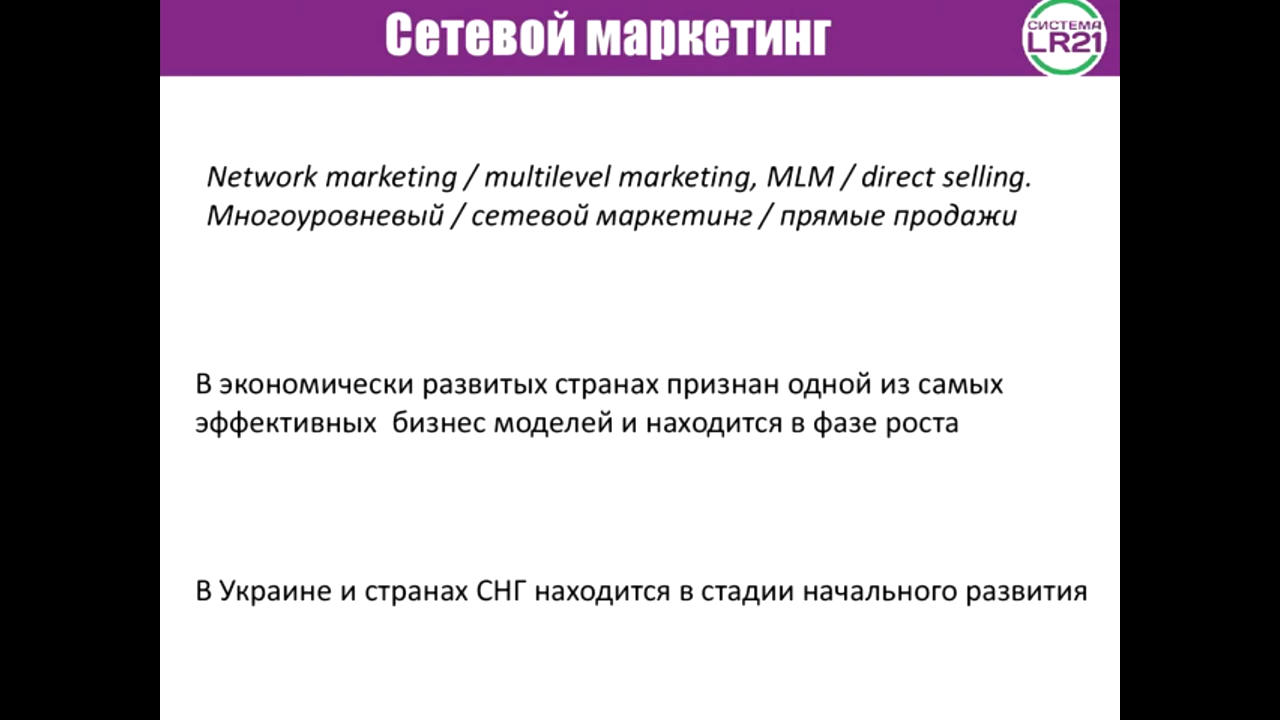 Сетевой маркетинг
СИСТЕМА
LR21
Network marketing / multilevel marketing, MLM / direct selling.
Многоуровневый / сетевой маркетинг / прямые продажи
В экономически развитых странах признан одной из самых
эффективных  бизнес моделей и находится в фазе роста
В Украине и странах СНГ находится в стадии начального развития